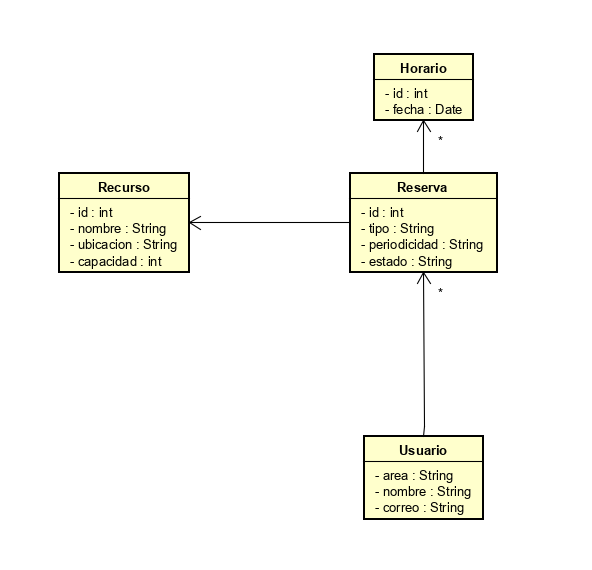 Horario
- id : int
- fecha : Date
*
Recurso
- id : int
- nombre : String
- ubicacion : String
- capacidad : int
Reserva
- id : int
- tipo : String
- periodicidad : String
- estado : String
*
Usuario
- area : String
- nombre : String
- correo : String